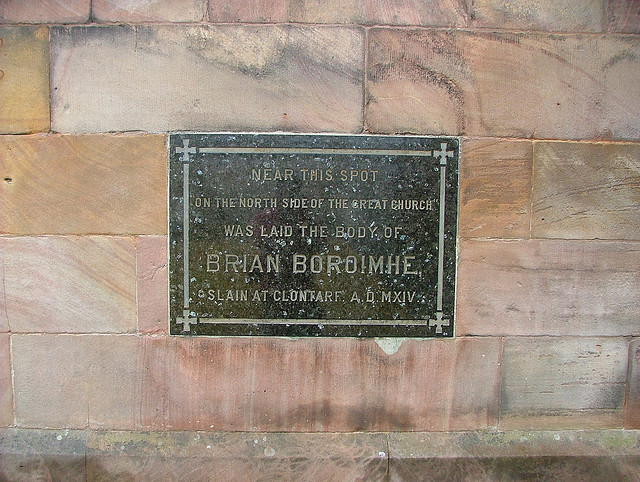 NEAR THIS SPOT
"ON THE NORTH SIDE OF THE GREAT CHURCH"
WAS LAID THE BODY OF
BRIAN BOROIMHE,
SLAIN AT CLONTARF. A.D. MXIV.